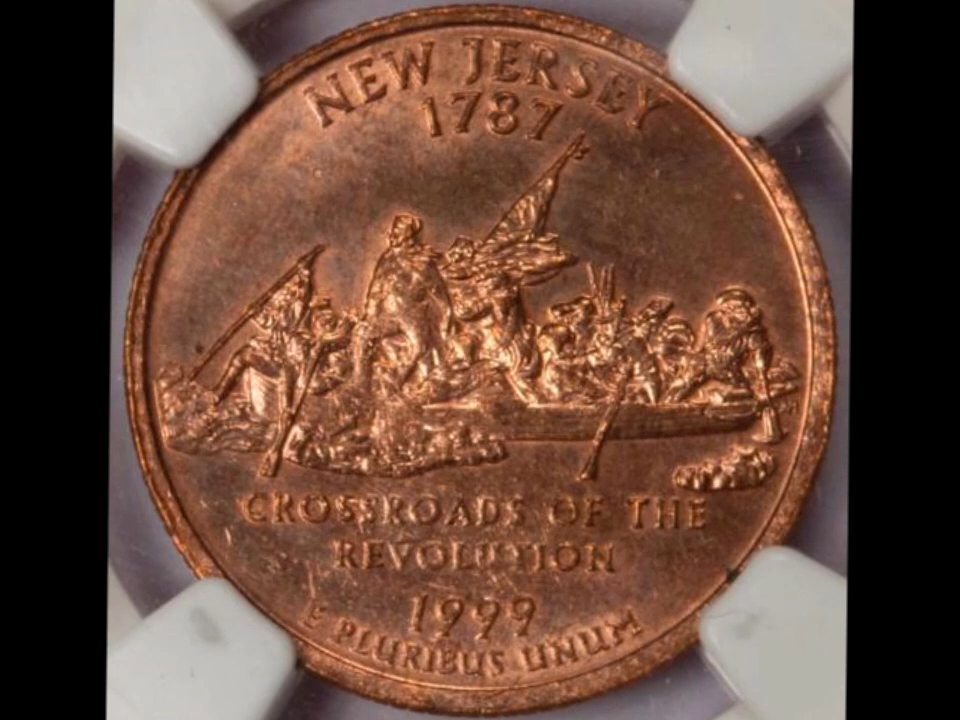 NEW JERSEY
1787
CROSSROADS OF THE
REVOLUTION
1999
E PLURIBUS UNUM